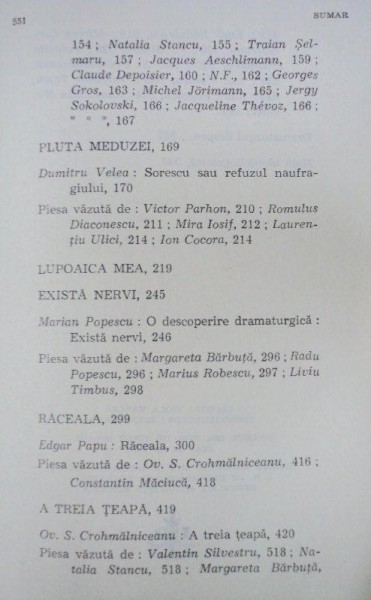 551 SUMAR
154 ; Natalia Stancu, 155 ; Traian Șel-
maru, 157 ; Jacques Aeschlimann, 159 ;
Claude Depoisier, 160 ; N.F., 162 ; Georges
Gros, 163 ; Michel Jörimann, 165 ; Jergy
Sokolovski, 166 ; Jacqueline Thévoz, 166 ;
" " ", 167
PLUTA MEDUZEI, 169
Dumitru Velea : Sorescu sau refuzul naufra-
giului, 170
Piesa văzută de : Victor Parhon, 210 ; Romulus
Diaconescu, 211 ; Mira Iosif, 212 ; Lauren-
țiu Ulici, 214 ; Ion Cocora, 214
LUPOAICA MEA, 219
EXISTĂ NERVI, 245
Marian Popescu : O descoperire dramaturgică :
Există nervi, 246
Piesa văzută de : Margareta Bărbuță, 296 ; Radu
Popescu, 296 ; Marius Robescu, 297 ; Liviu
Timbus, 298
RĂCEALA, 299
Edgar Papu : Răceala, 300
Piesa văzută de : Ov. S. Crohmălniceanu, 416 ;
Constantin Măciucă, 418
A TREIA ȚEAPĂ, 419
Ov. S. Crohmălniceanu : A treia țeapă, 420
Piesa văzută de : Valentin Silvestru, 518 ; Na-
talia Stancu, 518 ; Margareta Bărbuță,